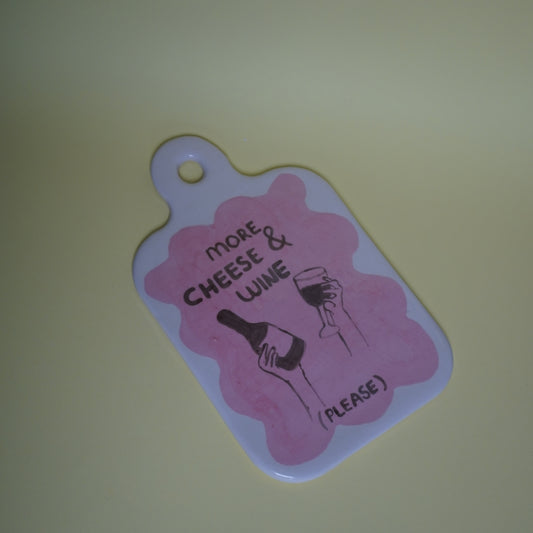 MORE
CHEESE &
WINE
(PLEASE)